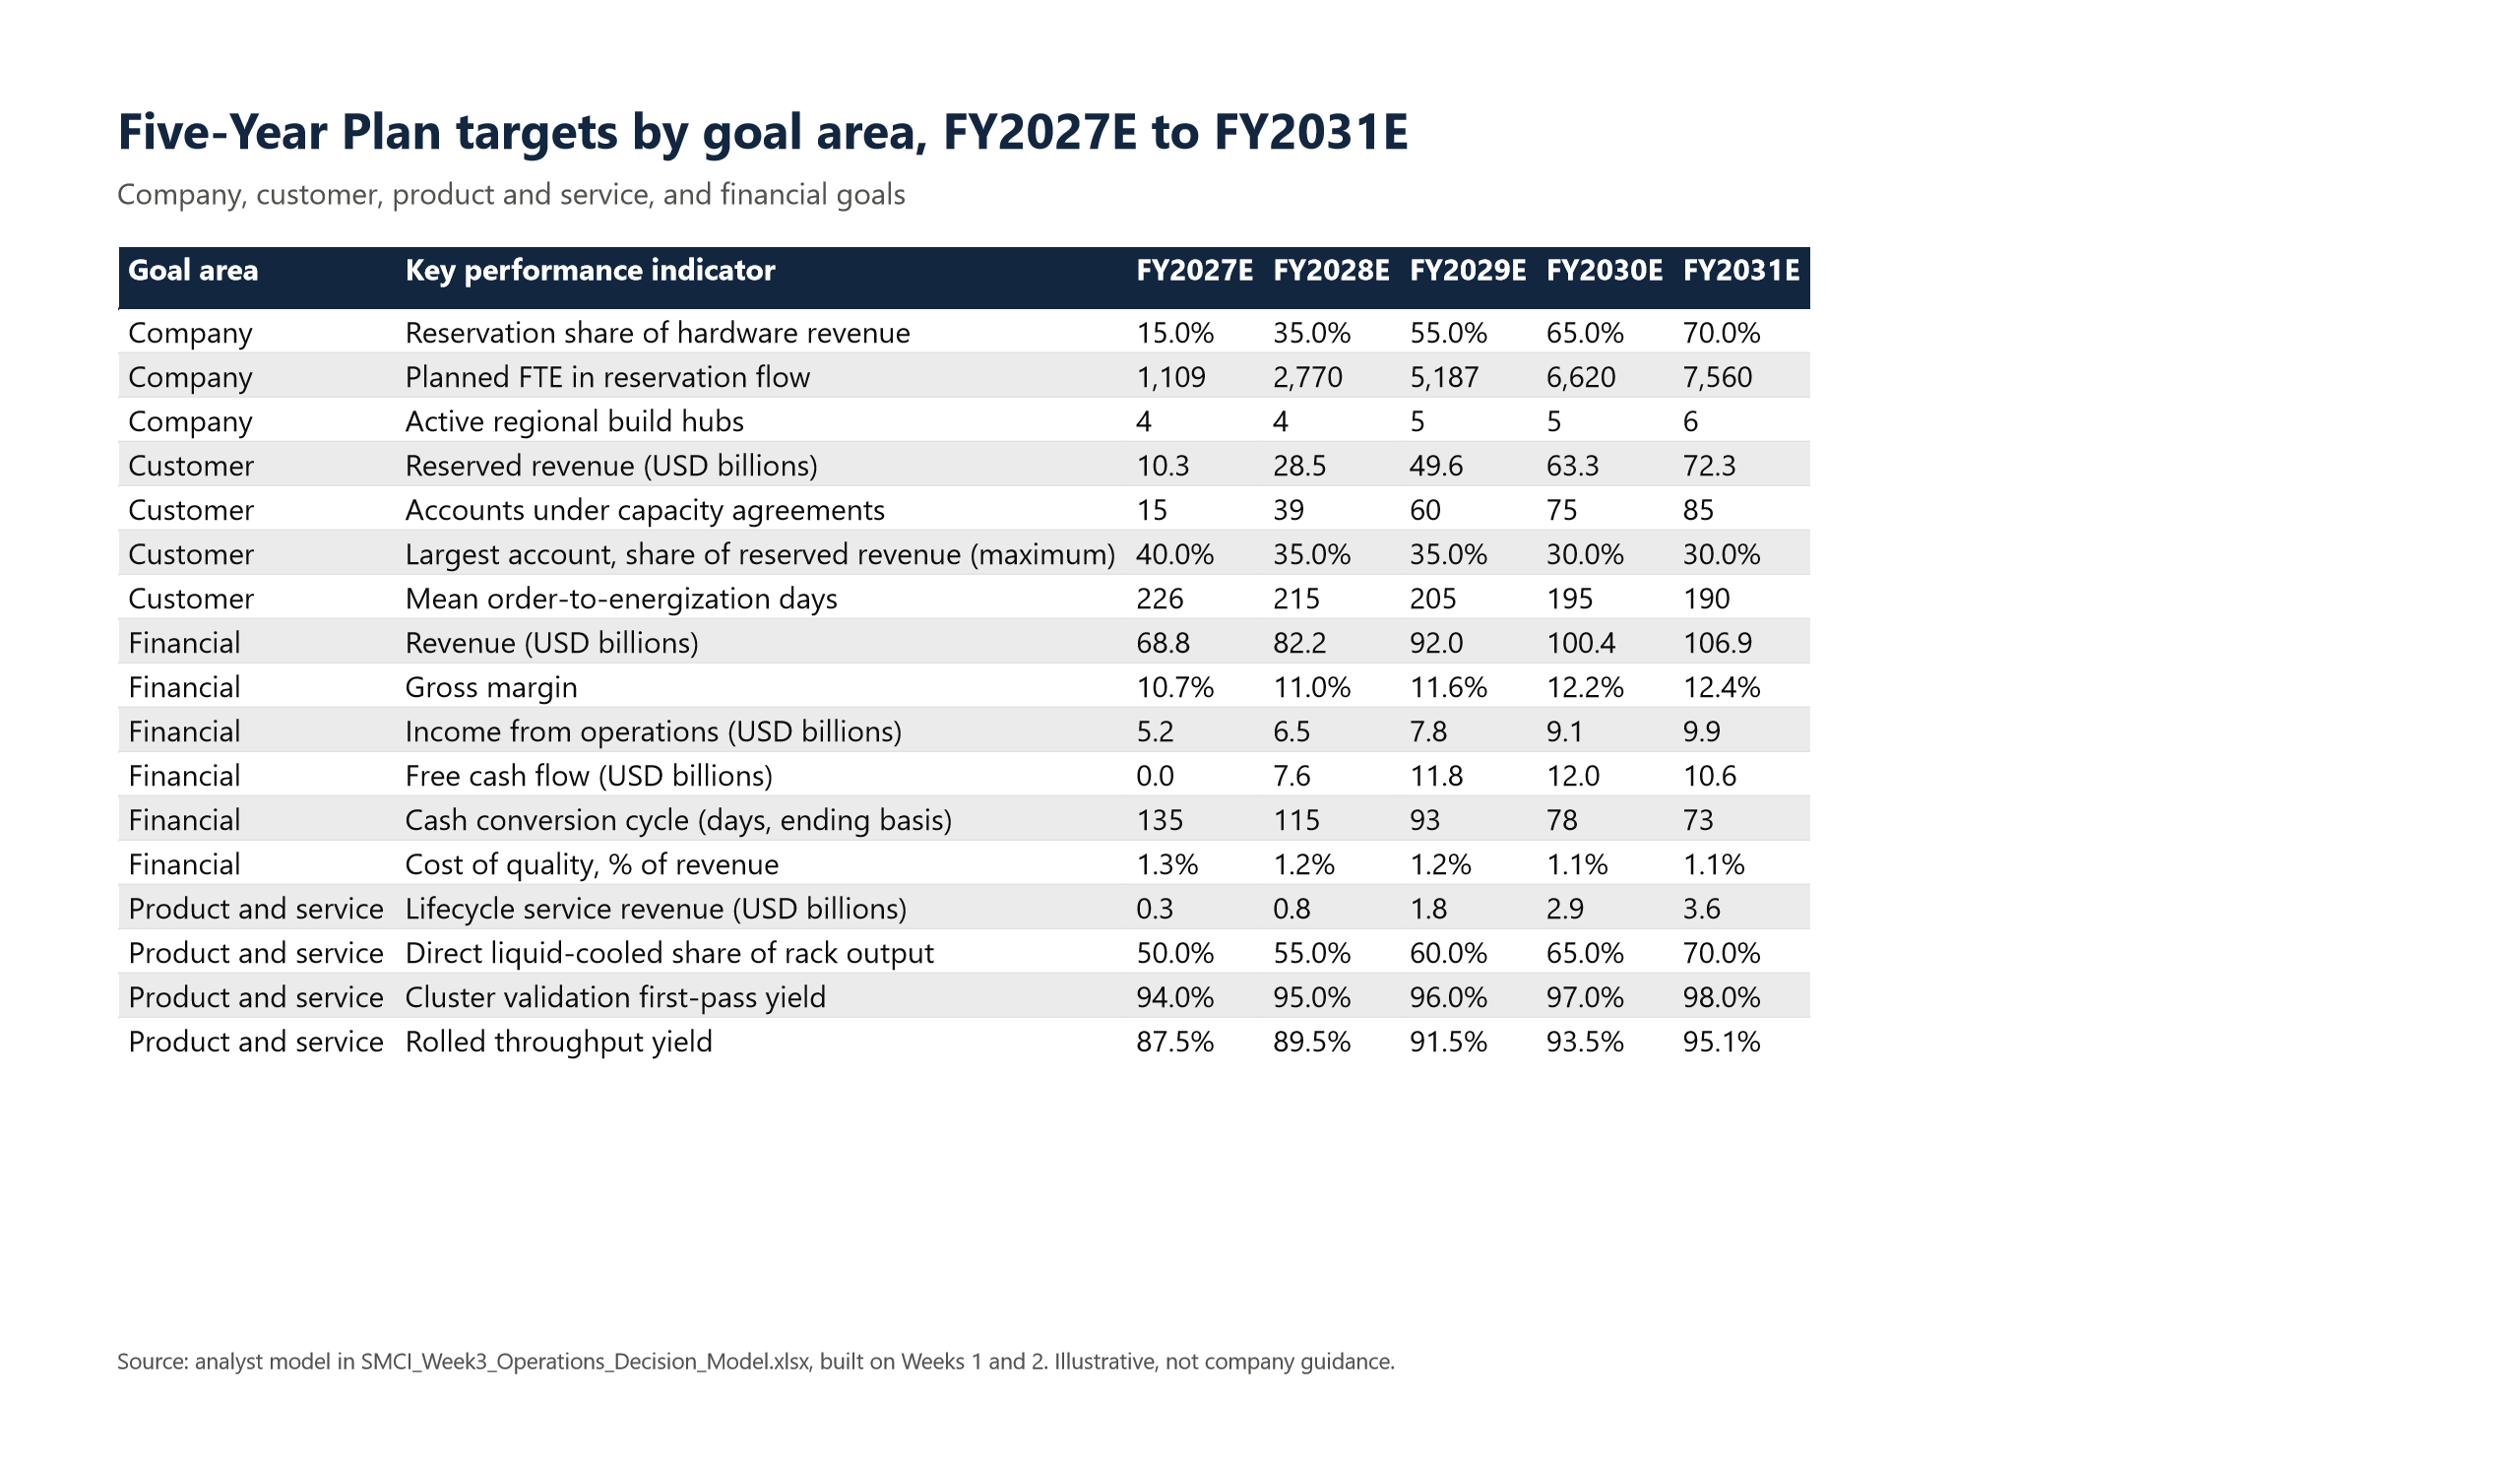 Five-Year Plan targets by goal area, FY2027E to FY2031E
Company, customer, product and service, and financial goals
Goal area Key performance indicator FY2027E FY2028E FY2029E FY2030E FY2031E
Company Reservation share of hardware revenue 15.0% 35.0% 55.0% 65.0% 70.0%
Company Planned FTE in reservation flow 1,109 2,770 5,187 6,620 7,560
Company Active regional build hubs 4 4 5 5 6
Customer Reserved revenue (USD billions) 10.3 28.5 49.6 63.3 72.3
Customer Accounts under capacity agreements 15 39 60 75 85
Customer Largest account, share of reserved revenue (maximum) 40.0% 35.0% 35.0% 30.0% 30.0%
Customer Mean order-to-energization days 226 215 205 195 190
Financial Revenue (USD billions) 68.8 82.2 92.0 100.4 106.9
Financial Gross margin 10.7% 11.0% 11.6% 12.2% 12.4%
Financial Income from operations (USD billions) 5.2 6.5 7.8 9.1 9.9
Financial Free cash flow (USD billions) 0.0 7.6 11.8 12.0 10.6
Financial Cash conversion cycle (days, ending basis) 135 115 93 78 73
Financial Cost of quality, % of revenue 1.3% 1.2% 1.2% 1.1% 1.1%
Product and service Lifecycle service revenue (USD billions) 0.3 0.8 1.8 2.9 3.6
Product and service Direct liquid-cooled share of rack output 50.0% 55.0% 60.0% 65.0% 70.0%
Product and service Cluster validation first-pass yield 94.0% 95.0% 96.0% 97.0% 98.0%
Product and service Rolled throughput yield 87.5% 89.5% 91.5% 93.5% 95.1%
Source: analyst model in SMCI_Week3_Operations_Decision_Model.xlsx, built on Weeks 1 and 2. Illustrative, not company guidance.